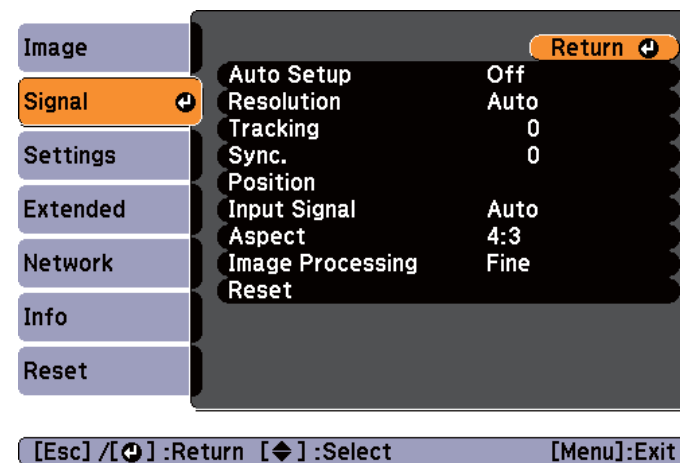 Image
Signal
Settings
Extended
Network
Info
Reset
Return
Auto Setup Off
Resolution Auto
Tracking 0
Sync. 0
Position
Input Signal Auto
Aspect 4:3
Image Processing Fine
Reset
[Esc] /[⏎] :Return [◆] :Select [Menu]:Exit